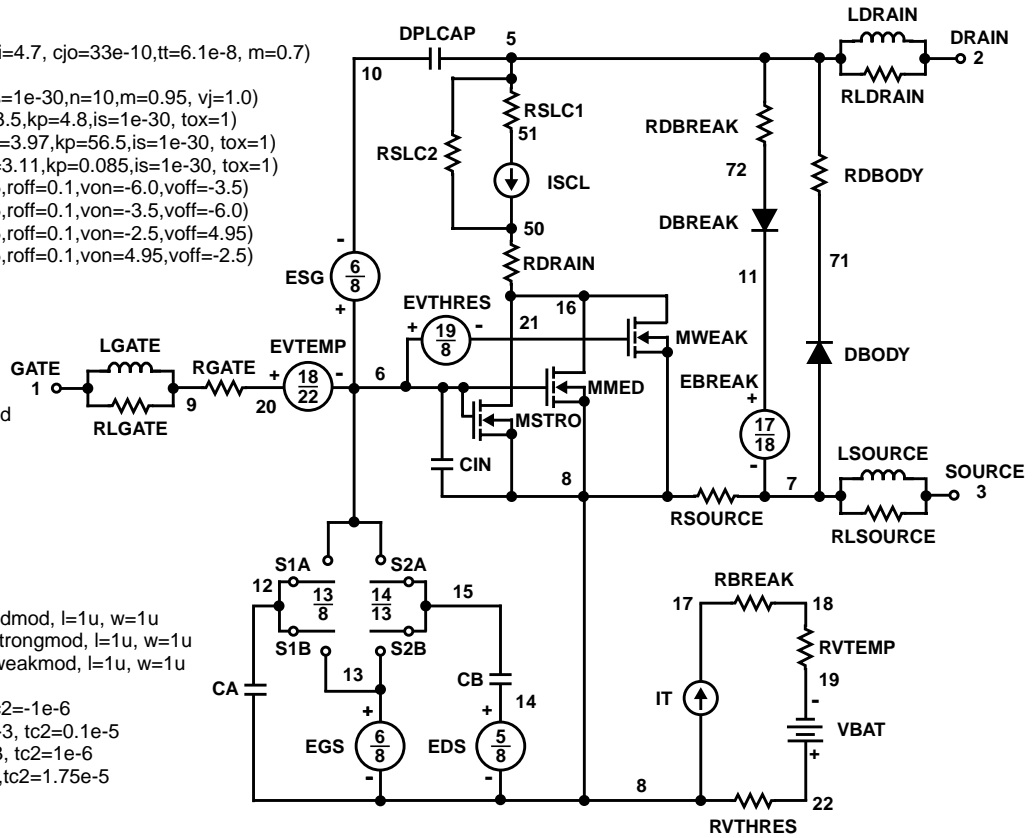 i=4.7, cjo=33e-10,tt=6.1e-8, m=0.7)
s=1e-30,n=10,m=0.95, vj=1.0)
3.5,kp=4.8,is=1e-30, tox=1)
=3.97,kp=56.5,is=1e-30, tox=1)
=3.11,kp=0.085,is=1e-30, tox=1)
,roff=0.1,von=-6.0,voff=-3.5)
,roff=0.1,von=-3.5,voff=-6.0)
,roff=0.1,von=-2.5,voff=4.95)
,roff=0.1,von=4.95,voff=-2.5)
d
dmod, l=1u, w=1u
trongmod, l=1u, w=1u
weakmod, l=1u, w=1u
c2=-1e-6
-3, tc2=0.1e-5
3, tc2=1e-6
,tc2=1.75e-5
DPLCAP
5
10
LDRAIN
DRAIN
2
RLDRAIN
RSLC1
51
RSLC2
ISCL
50
RDBREAK
72
RDBODY
DBREAK
11
71
-
ESG
6
8
+
RDRAIN
EVTHRES
+
19
8
-
21
16
MWEAK
LGATE
GATE
1
RLGATE
9
RGATE
20
EVTEMP
+
18
22
-
6
MMED
MSTRO
EBREAK
+
17
18
-
DBODY
CIN
8
RSOURCE
7
LSOURCE
SOURCE
3
RLSOURCE
S1A
S2A
12
13
8
14
13
15
S1B
S2B
13
CA
CB
14
+
EGS
6
8
-
+
EDS
5
8
-
8
RBREAK
17
18
RVTEMP
19
-
IT
VBAT
+
22
RVTHRES